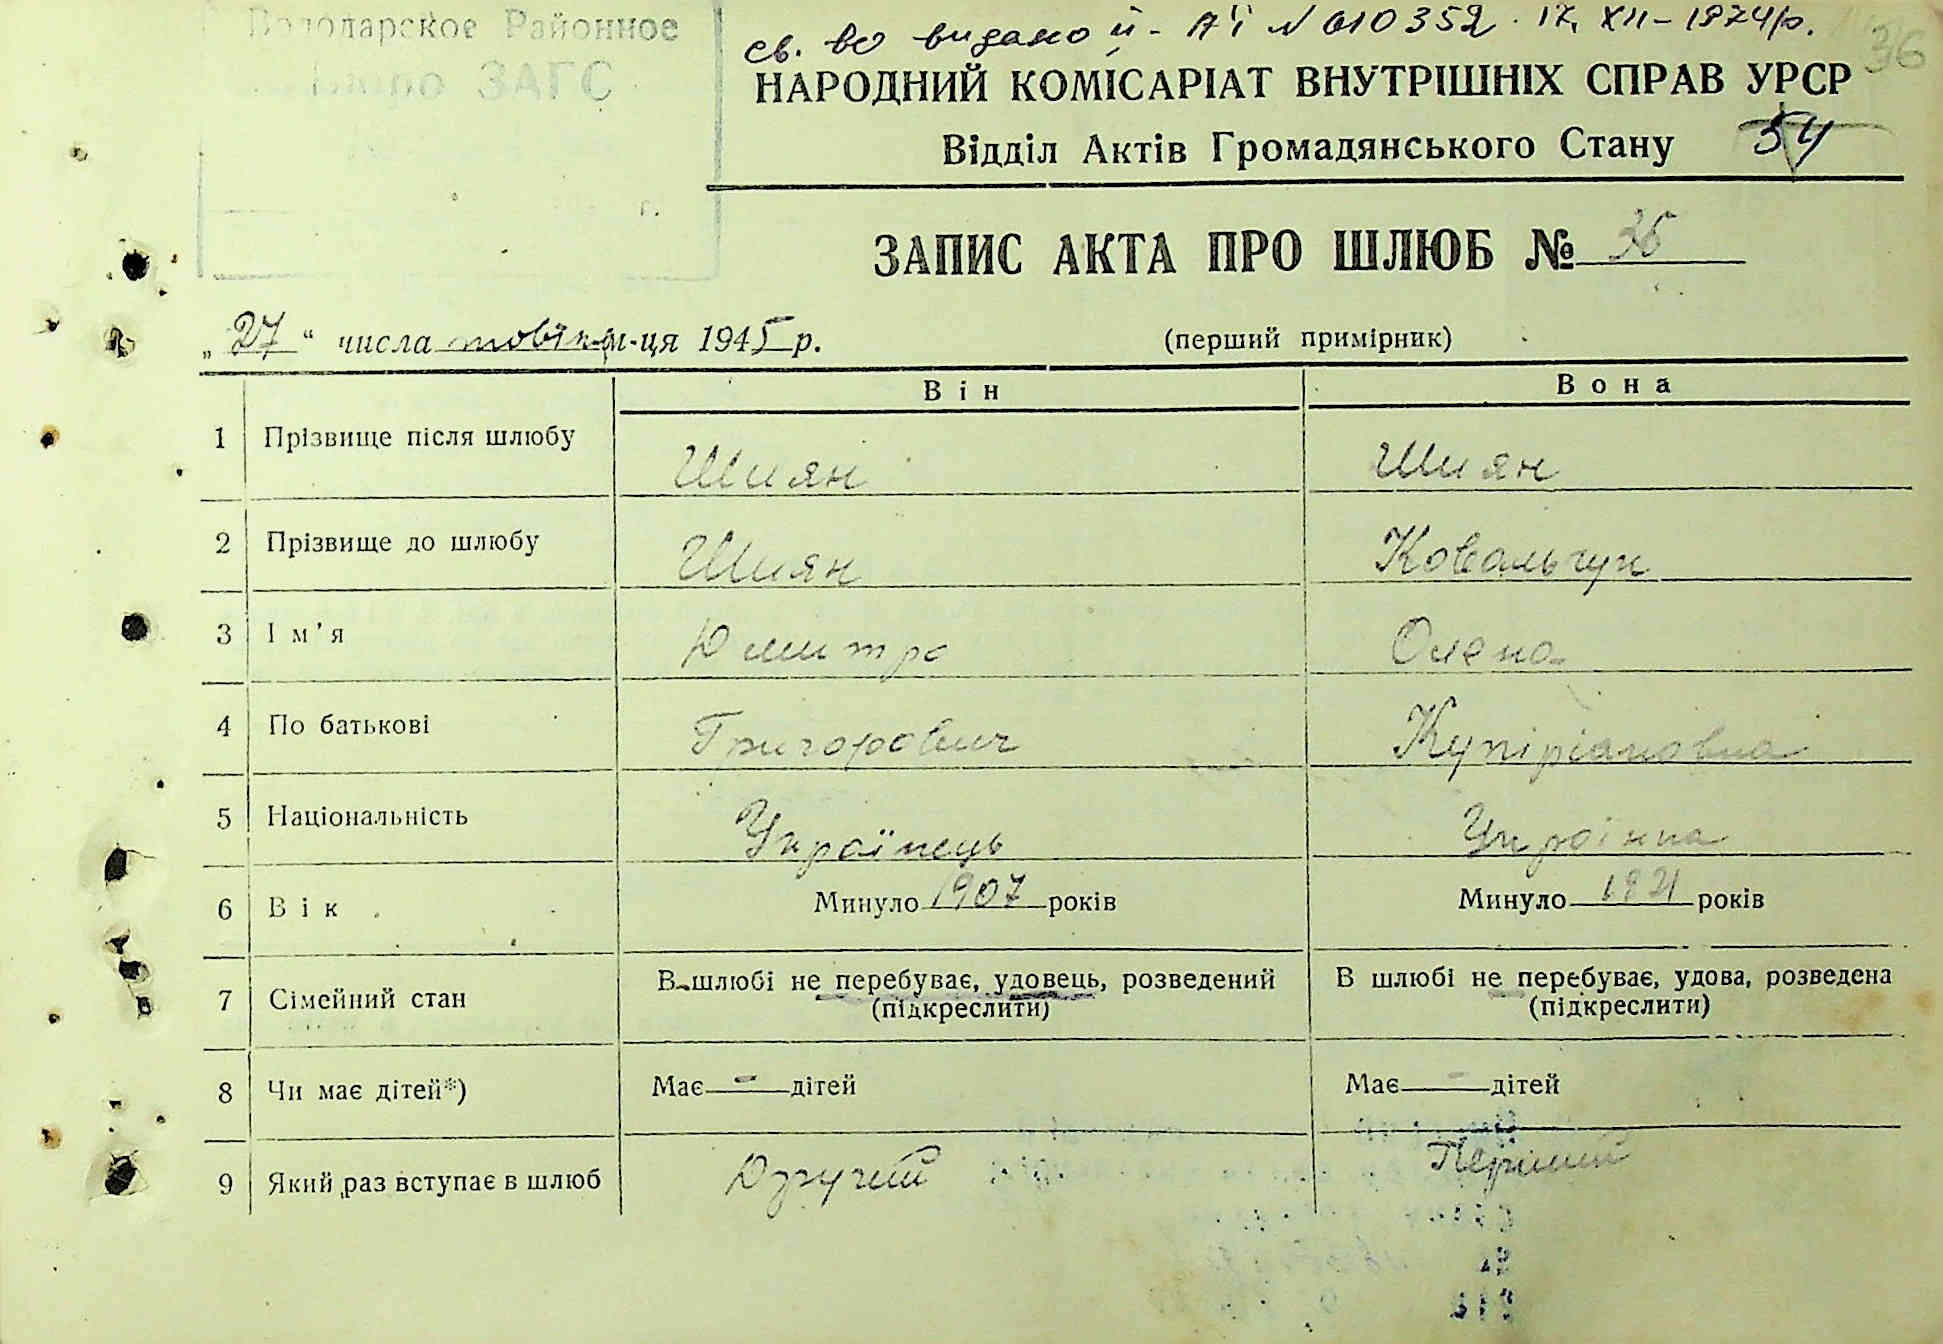 Володарское Районное
Бюро ЗАГС
св. во видано ІІ - АЧ № 010352. 17. XII - 1974 р.
36
НАРОДНИЙ КОМІСАРІАТ ВНУТРІШНІХ СПРАВ УРСР
Відділ Актів Громадянського Стану 54
ЗАПИС АКТА ПРО ШЛЮБ № 36
„27“ числа м-ця 1945 р. (перший примірник)
Він Вона
1 Прізвище після шлюбу Шиян Шиян
2 Прізвище до шлюбу Шиян Ковальчук
3 Ім'я Дмитро Олена
4 По батькові Григорович Купріяновна
5 Національність Українець Українка
6 Вік Минуло 1907 років Минуло 1921 років
7 Сімейний стан В шлюбі не перебуває, удовець, розведений В шлюбі не перебуває, удова, розведена
(підкреслити) (підкреслити)
8 Чи має дітей*) Має - дітей Має - дітей
9 Який раз вступає в шлюб Другий Перший